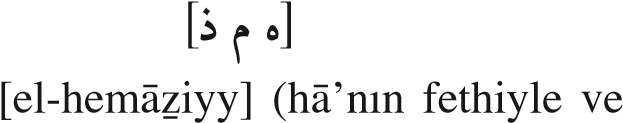 [ه م ذ]
[el-hemāẕiyy] (hā’nın fethiyle ve